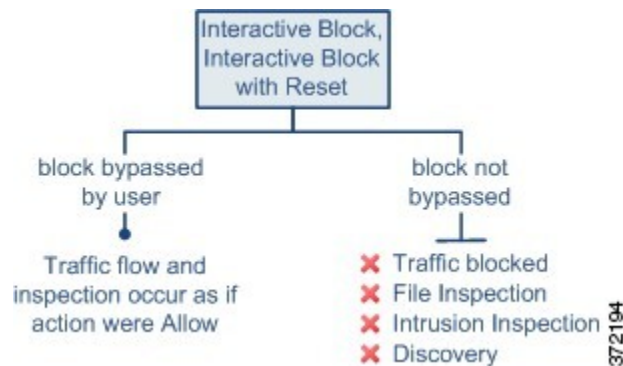 Interactive Block,
Interactive Block
with Reset
block bypassed
by user
Traffic flow and
inspection occur as if
action were Allow
block not
bypassed
Traffic blocked
File Inspection
Intrusion Inspection
Discovery
372194